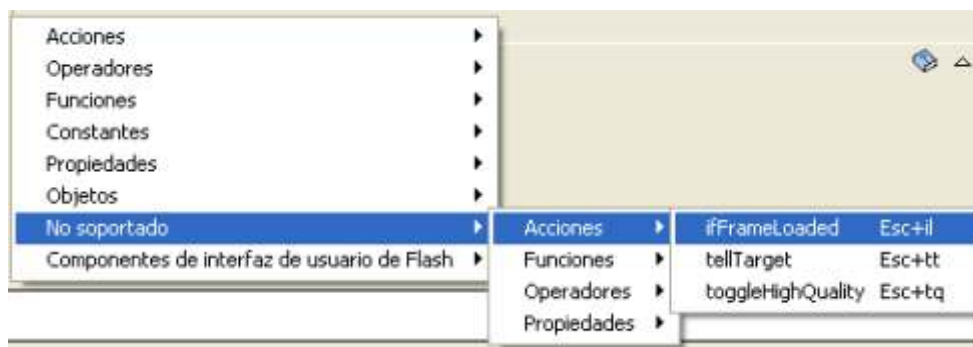 Acciones
Operadores
Funciones
Constantes
Propiedades
Objetos
No soportado
Componentes de interfaz de usuario de Flash
Acciones
Funciones
Operadores
Propiedades
ifFrameLoaded Esc+il
tellTarget Esc+tt
toggleHighQuality Esc+tq